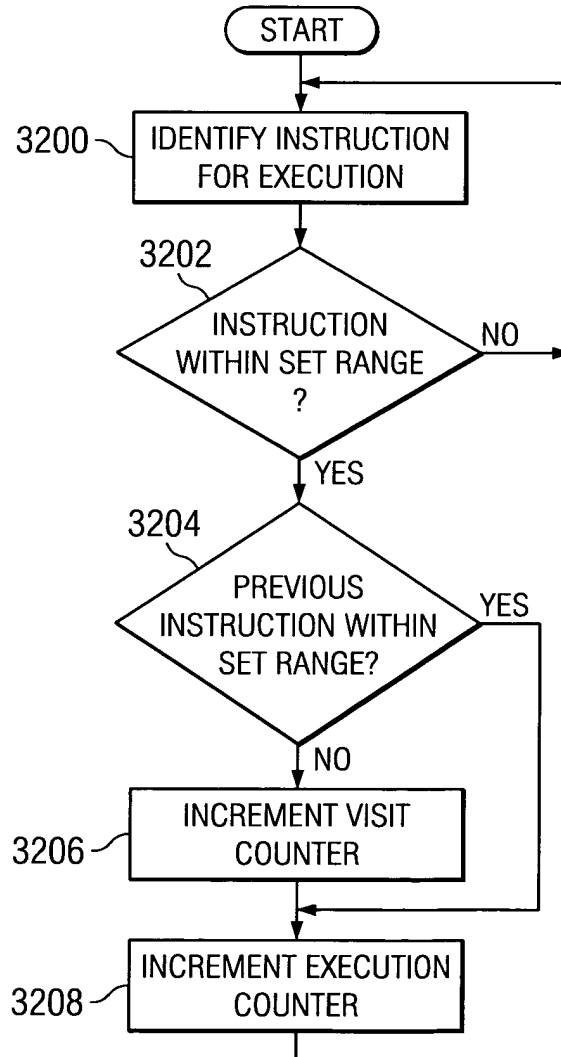 START
3200
IDENTIFY INSTRUCTION
FOR EXECUTION
3202
INSTRUCTION
WITHIN SET RANGE
?
NO
YES
3204
PREVIOUS
INSTRUCTION WITHIN
SET RANGE?
YES
NO
3206
INCREMENT VISIT
COUNTER
3208
INCREMENT EXECUTION
COUNTER